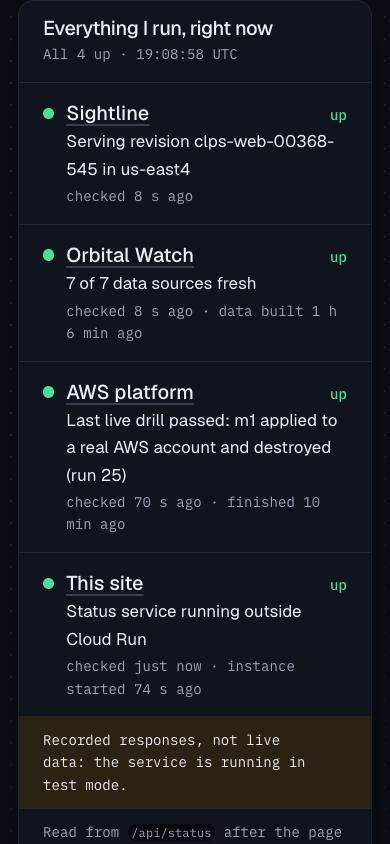 Everything I run, right now
All 4 up · 19:08:58 UTC
Sightline
up
Serving revision clps-web-00368-
545 in us-east4
checked 8 s ago
Orbital Watch
up
7 of 7 data sources fresh
checked 8 s ago · data built 1 h
6 min ago
AWS platform
up
Last live drill passed: m1 applied to
a real AWS account and destroyed
(run 25)
checked 70 s ago · finished 10
min ago
This site
up
Status service running outside
Cloud Run
checked just now · instance
started 74 s ago
Recorded responses, not live
data: the service is running in
test mode.
Read from /api/status after the page